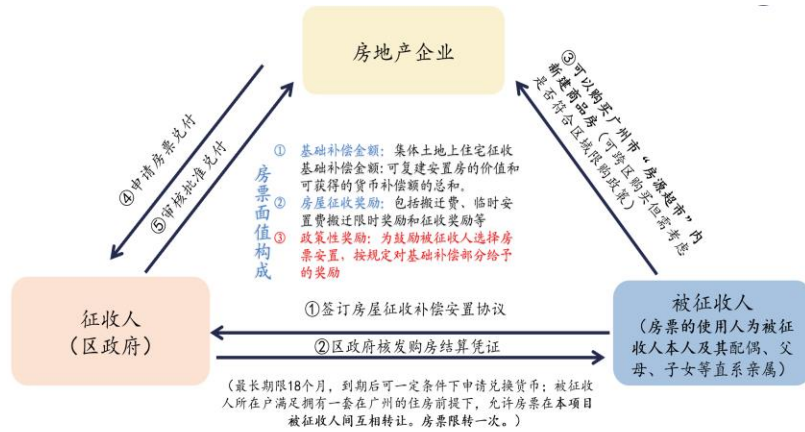 房地产企业
③可以购买广州市“房源超市”内
新建商品房（可跨区购买但需考虑
是否符合区域限购政策）
④申请房票兑付
⑤审核批准兑付
房票面值构成
① 基础补偿金额：集体土地上住宅征收
基础补偿金额:可复建安置房的价值和
可获得的货币补偿额的总和。
② 房屋征收奖励：包括搬迁费、临时安
置费搬迁限时奖励和征收奖励等
③ 政策性奖励：为鼓励被征收人选择房
票安置，按规定对基础补偿部分给予
的奖励
征收人
（区政府）
①签订房屋征收补偿安置协议
②区政府核发购房结算凭证
被征收人
（房票的使用人为被征
收人本人及其配偶、父
母、子女等直系亲属）
（最长期限18个月，到期后可一定条件下申请兑换货币；被征收
人所在户满足拥有一套在广州的住房前提下，允许房票在本项目
被征收人间互相转让。房票限转一次。）